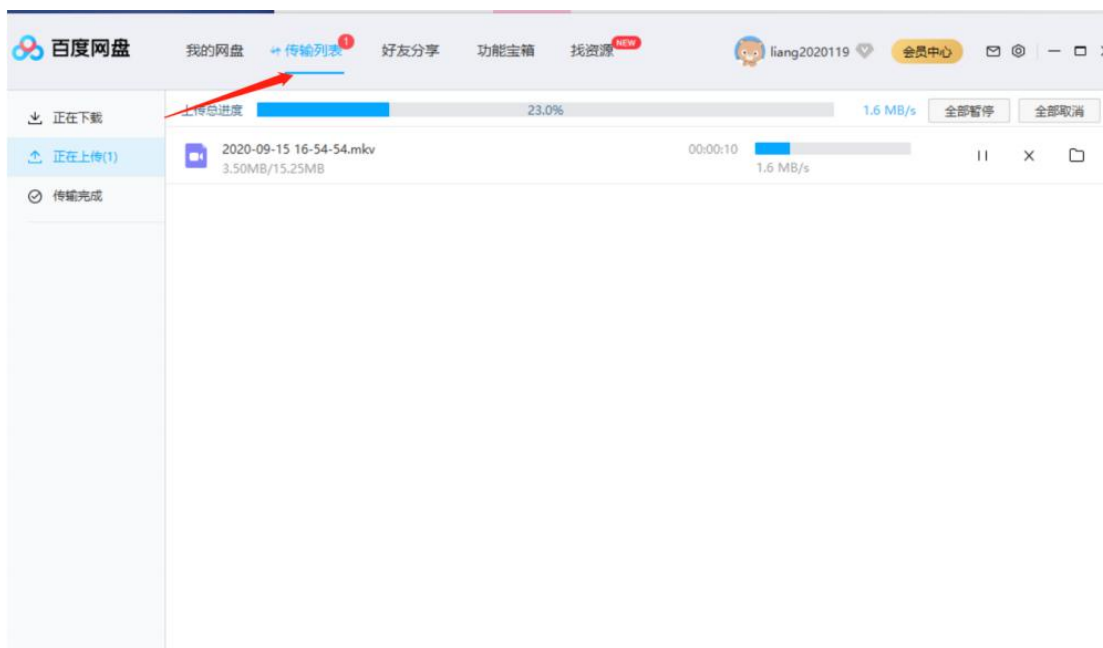 百度网盘 我的网盘 传输列表 1 好友分享 功能宝箱 找资源 NEW liang2020119 会员中心
正在下载
上传总进度 23.0% 1.6 MB/s 全部暂停 全部取消
正在上传(1)
2020-09-15 16-54-54.mkv 00:00:10
3.50MB/15.25MB 1.6 MB/s
传输完成